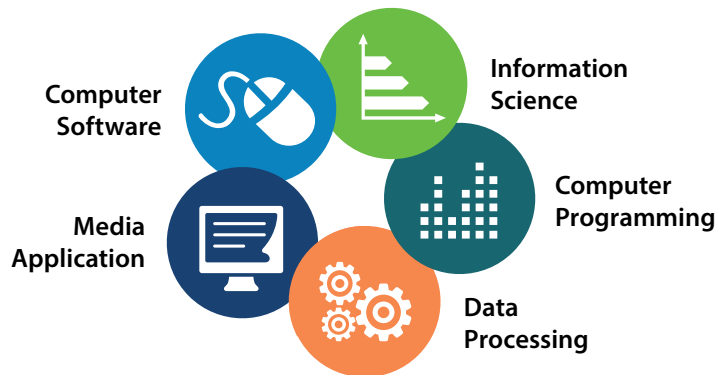 Computer
Software
Information
Science
Computer
Programming
Data
Processing
Media
Application